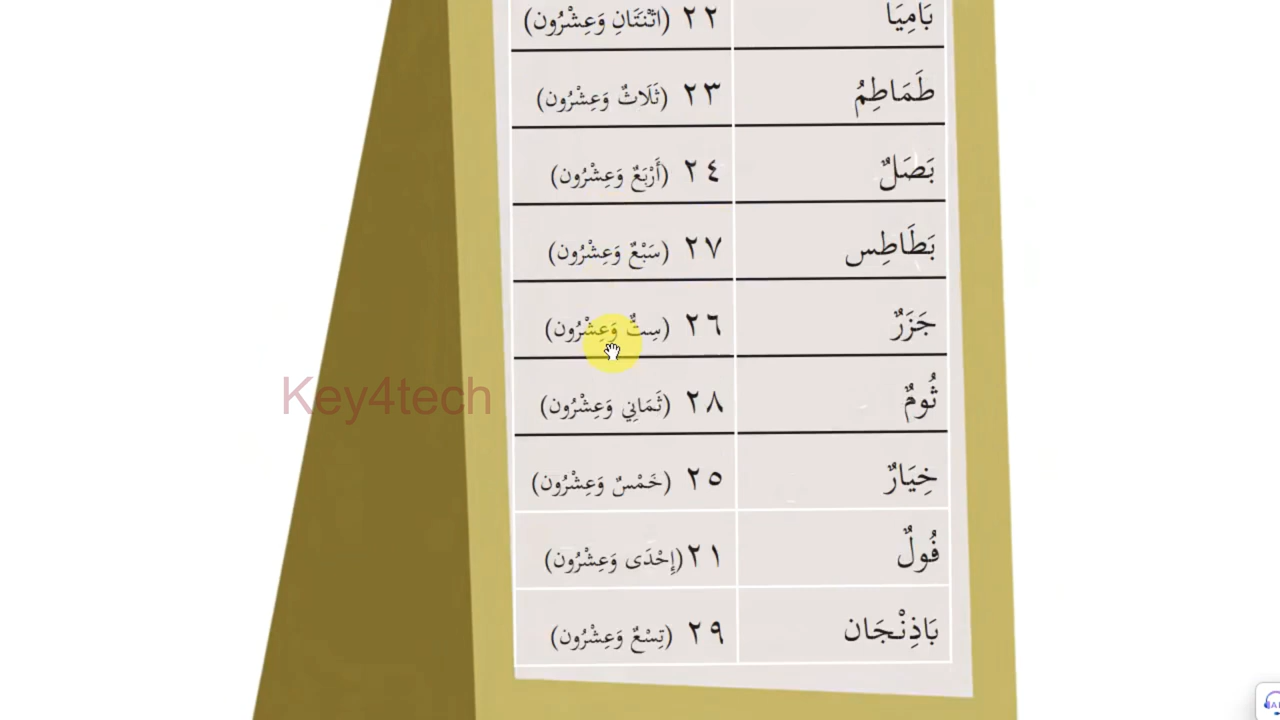 بَامِيَا ٢٢ (اثْنَتَانِ وَعِشْرُون)
طَمَاطِمُ ٢٣ (ثَلَاثٌ وَعِشْرُون)
بَصَلٌ ٢٤ (أَرْبَعٌ وَعِشْرُون)
بَطَاطِس ٢٧ (سَبْعٌ وَعِشْرُون)
جَزَرٌ ٢٦ (سِتٌّ وَعِشْرُون)
ثُومٌ ٢٨ (ثَمَانِي وَعِشْرُون)
خِيَارٌ ٢٥ (خَمْسٌ وَعِشْرُون)
فُولٌ ٢١ (إِحْدَى وَعِشْرُون)
بَاذِنْجَان ٢٩ (تِسْعٌ وَعِشْرُون)
Key4tech